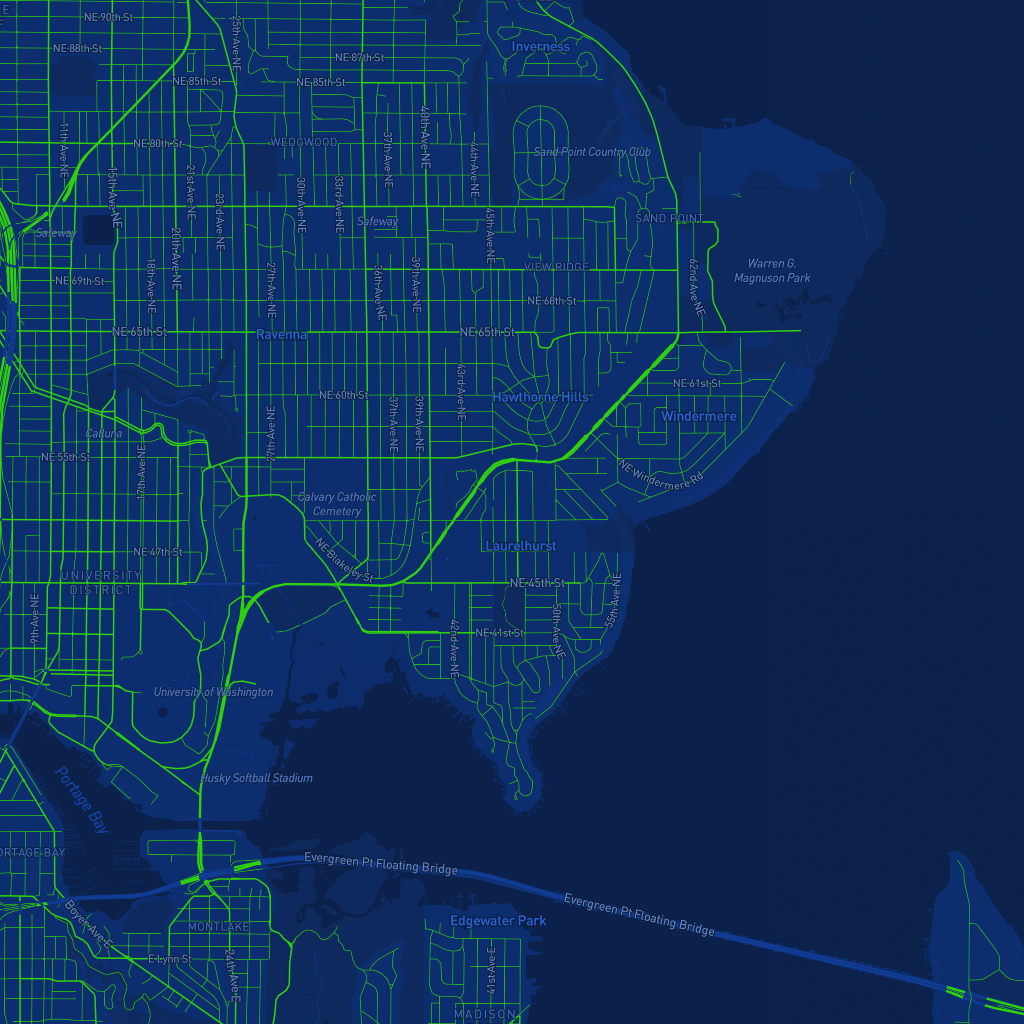 NE 90th St
25th Ave NE
NE 88th St
Inverness
NE 87th St
NE 85th St
NE 85th St
11th Ave NE
40th Ave NE
NE 80th St
WEDGWOOD
37th Ave NE
44th Ave NE
Sand Point Country Club
15th Ave NE
21st Ave NE
23rd Ave NE
30th Ave NE
33rd Ave NE
Safeway
Safeway
45th Ave NE
SAND POINT
20th Ave NE
18th Ave NE
NE 69th St
27th Ave NE
36th Ave NE
39th Ave NE
VIEW RIDGE
62nd Ave NE
Warren G.
Magnuson Park
NE 68th St
NE 65th St
Ravenna
NE 65th St
NE 60th St
43rd Ave NE
Hawthorne Hills
NE 61st St
Windermere
27th Ave NE
37th Ave NE
39th Ave NE
Calluna
NE 55th St
17th Ave NE
NE Windermere Rd
Calvary Catholic
Cemetery
NE 47th St
NE Blakeley St
Laurelhurst
UNIVERSITY
DISTRICT
NE 45th St
9th Ave NE
42nd Ave NE
NE 41st St
50th Ave NE
55th Ave NE
University of Washington
Husky Softball Stadium
Portage Bay
ORTAGE BAY
Evergreen Pt Floating Bridge
Evergreen Pt Floating Bridge
Boyer Ave E
MONTLAKE
Edgewater Park
E Lynn St
24th Ave E
41st Ave E
MADISON